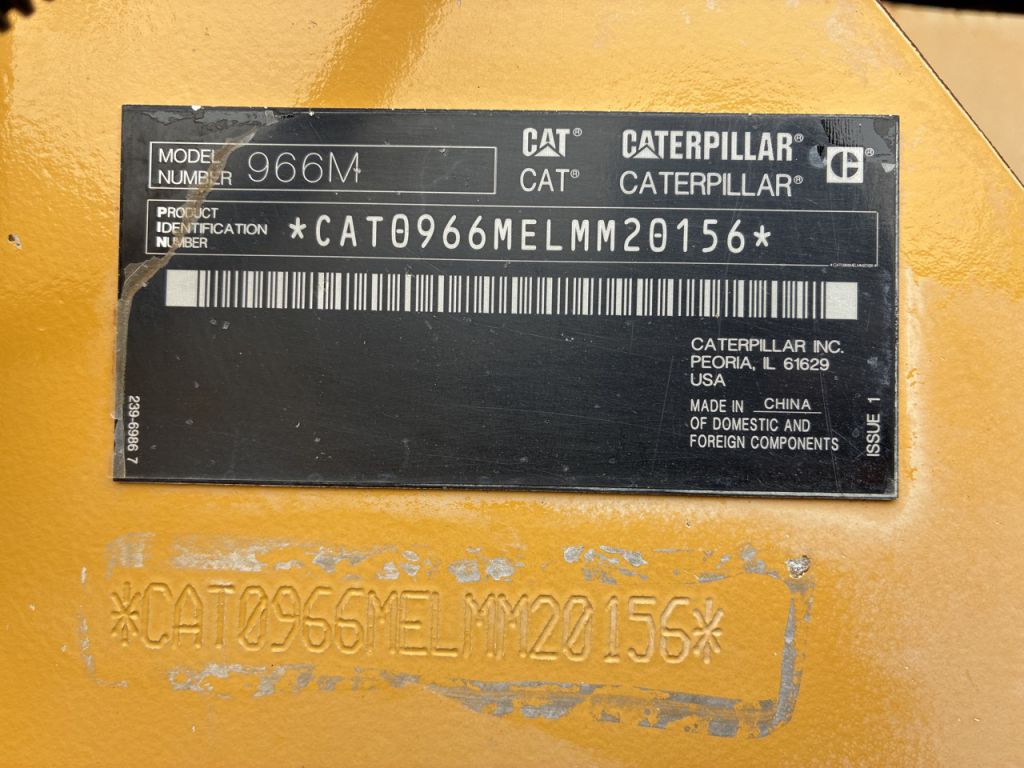 MODEL NUMBER 966M
CAT® CATERPILLAR®
CAT® CATERPILLAR®
PRODUCT
IDENTIFICATION
NUMBER
*CAT0966MELMM20156*
CATERPILLAR INC.
PEORIA, IL 61629
USA
MADE IN CHINA
OF DOMESTIC AND
FOREIGN COMPONENTS
239-6986 7
ISSUE 1
*CAT0966MELMM20156*